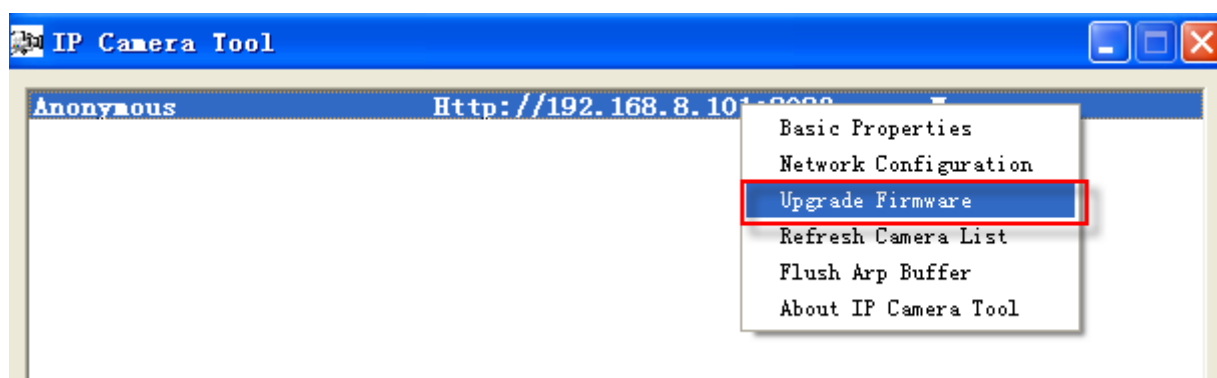 IP Camera Tool
Anonymous Http://192.168.8.101
Basic Properties
Network Configuration
Upgrade Firmware
Refresh Camera List
Flush Arp Buffer
About IP Camera Tool